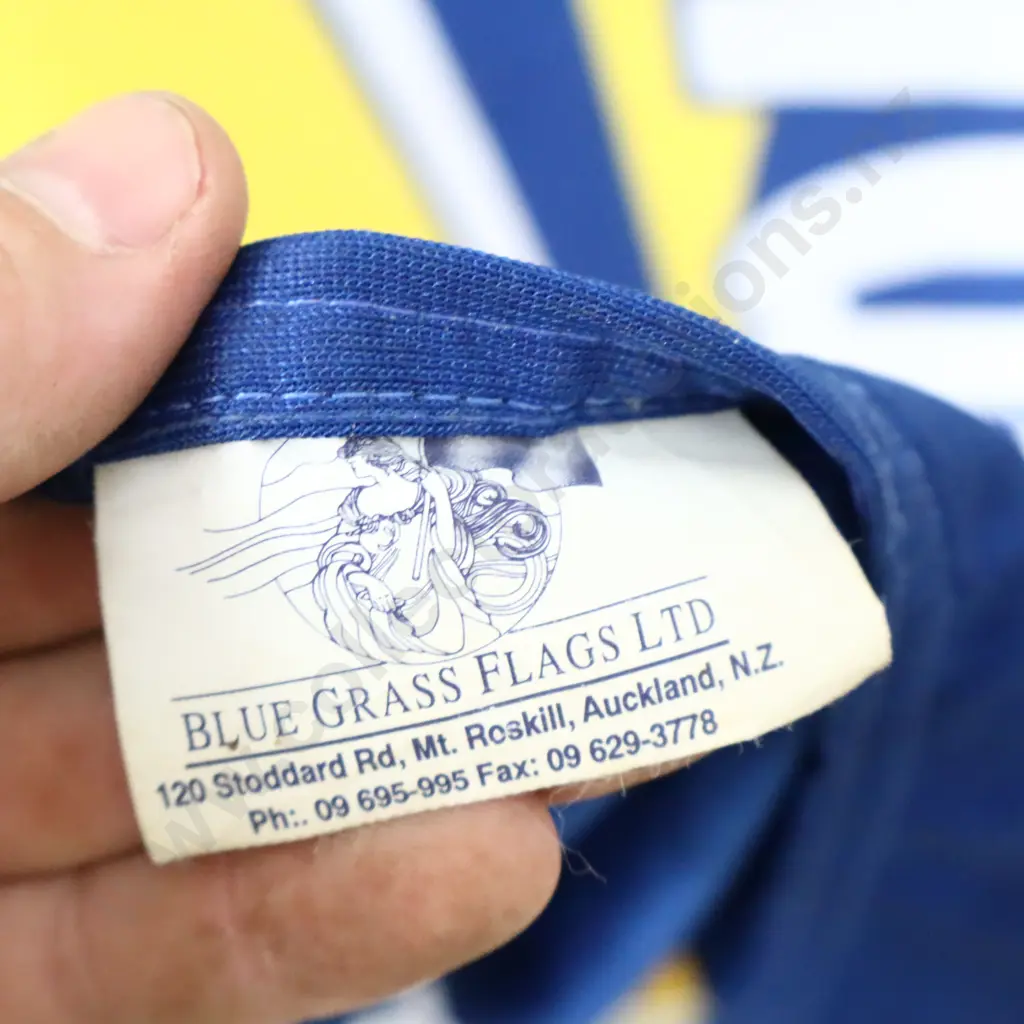 BLUE GRASS FLAGS LTD
120 Stoddard Rd, Mt. Roskill, Auckland, N.Z.
Ph:. 09 695-995 Fax: 09 629-3778